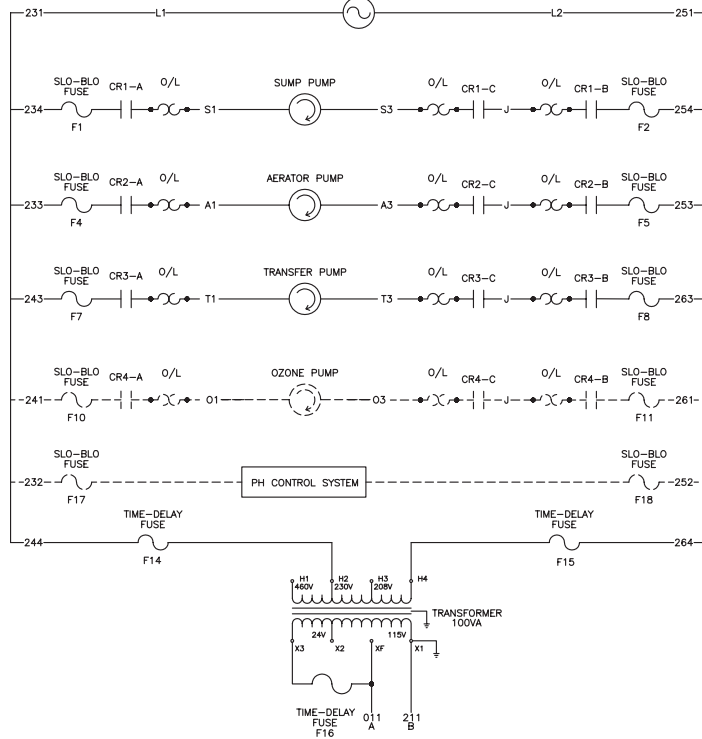 231 L1 L2 251
SLO-BLO FUSE CR1-A O/L SUMP PUMP O/L CR1-C O/L CR1-B SLO-BLO FUSE
234 S1 S3 J 254
F1 F2
SLO-BLO FUSE CR2-A O/L AERATOR PUMP O/L CR2-C O/L CR2-B SLO-BLO FUSE
233 A1 A3 J 253
F4 F5
SLO-BLO FUSE CR3-A O/L TRANSFER PUMP O/L CR3-C O/L CR3-B SLO-BLO FUSE
243 T1 T3 J 263
F7 F8
SLO-BLO FUSE CR4-A O/L OZONE PUMP O/L CR4-C O/L CR4-B SLO-BLO FUSE
241 O1 O3 J 261
F10 F11
SLO-BLO FUSE SLO-BLO FUSE
232 PH CONTROL SYSTEM 252
F17 F18
TIME-DELAY FUSE TIME-DELAY FUSE
244 264
F14 F15
H1 H2 H3 H4
460V 230V 208V
TRANSFORMER
100VA
24V 115V
X3 X2 XF X1
TIME-DELAY
FUSE
F16
011 211
A B